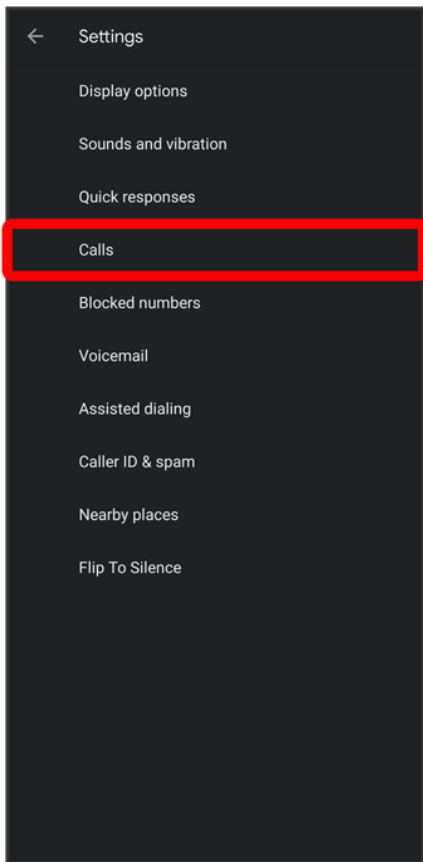 Settings
Display options
Sounds and vibration
Quick responses
Calls
Blocked numbers
Voicemail
Assisted dialing
Caller ID & spam
Nearby places
Flip To Silence